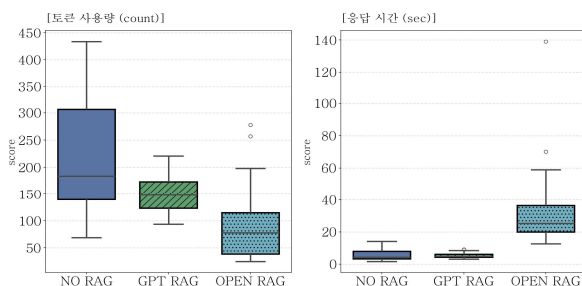 [토큰 사용량 (count)]
450
400
350
300
250
200
150
100
50
score
NO RAG GPT RAG OPEN RAG
[응답 시간 (sec)]
140
120
100
80
60
40
20
0
score
NO RAG GPT RAG OPEN RAG